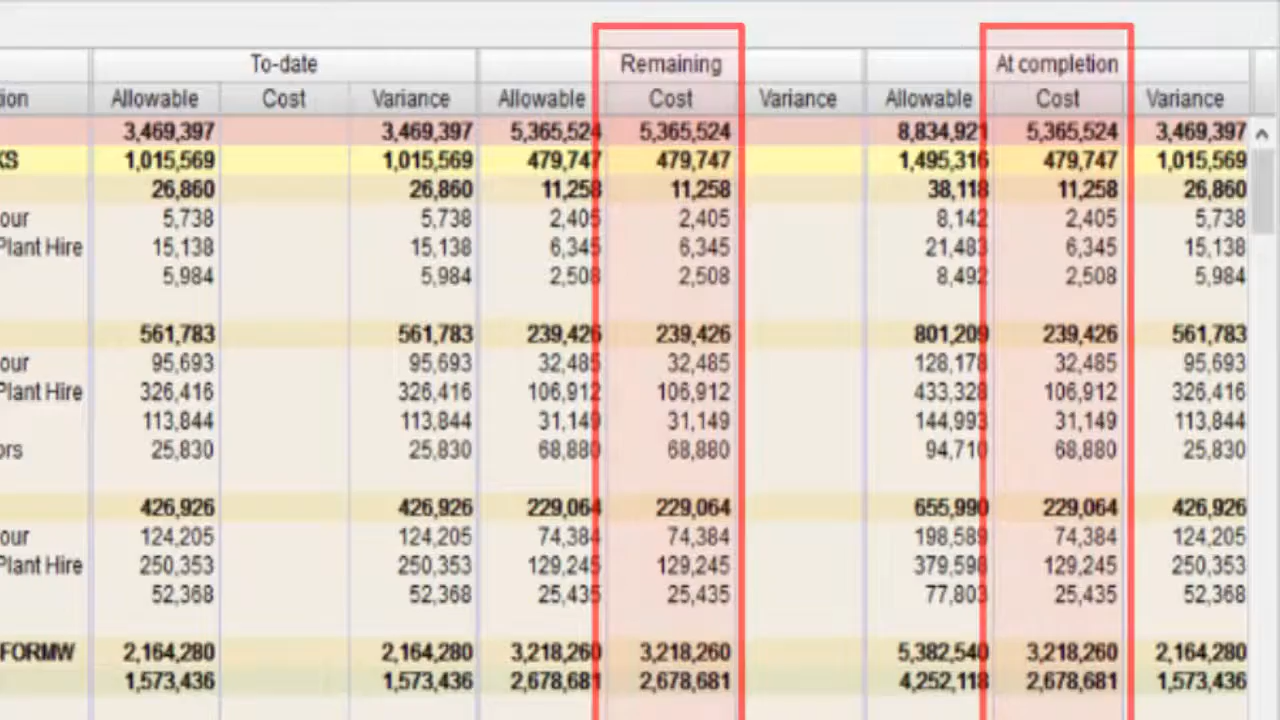 To-date Remaining At completion
tion Allowable Cost Variance Allowable Cost Variance Allowable Cost Variance
3,469,397 3,469,397 5,365,524 5,365,524 8,834,921 5,365,524 3,469,397
KS 1,015,569 1,015,569 479,747 479,747 1,495,316 479,747 1,015,569
26,860 26,860 11,258 11,258 38,118 11,258 26,860
our 5,738 5,738 2,405 2,405 8,142 2,405 5,738
Plant Hire 15,138 15,138 6,345 6,345 21,483 6,345 15,138
5,984 5,984 2,508 2,508 8,492 2,508 5,984
561,783 561,783 239,426 239,426 801,209 239,426 561,783
our 95,693 95,693 32,485 32,485 128,178 32,485 95,693
Plant Hire 326,416 326,416 106,912 106,912 433,328 106,912 326,416
113,844 113,844 31,149 31,149 144,993 31,149 113,844
ors 25,830 25,830 68,880 68,880 94,710 68,880 25,830
426,926 426,926 229,064 229,064 655,990 229,064 426,926
our 124,205 124,205 74,384 74,384 198,589 74,384 124,205
Plant Hire 250,353 250,353 129,245 129,245 379,598 129,245 250,353
52,368 52,368 25,435 25,435 77,803 25,435 52,368
FORMW 2,164,280 2,164,280 3,218,260 3,218,260 5,382,540 3,218,260 2,164,280
1,573,436 1,573,436 2,678,681 2,678,681 4,252,118 2,678,681 1,573,436